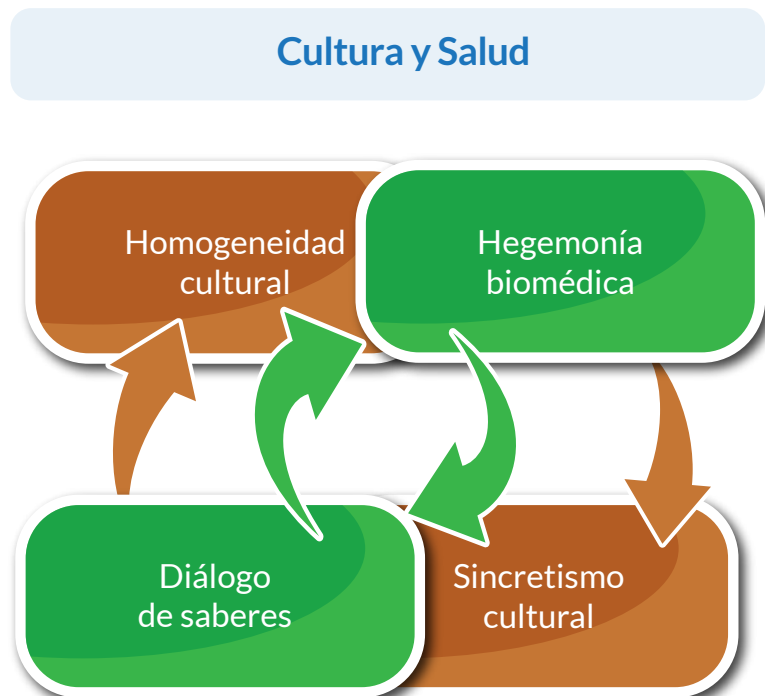 Cultura y Salud
Homogeneidad
cultural
Hegemonía
biomédica
Diálogo
de saberes
Sincretismo
cultural